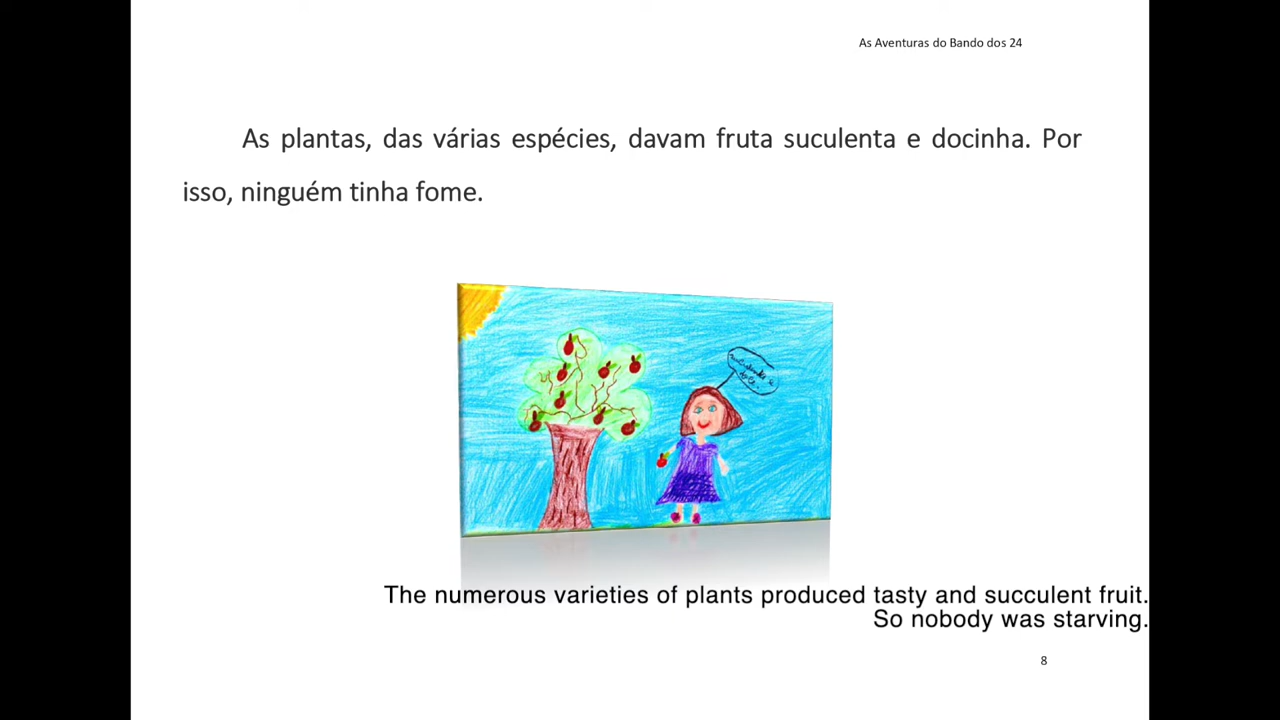 As Aventuras do Bando dos 24
As plantas, das várias espécies, davam fruta suculenta e docinha. Por
isso, ninguém tinha fome.
The numerous varieties of plants produced tasty and succulent fruit.
So nobody was starving.
8